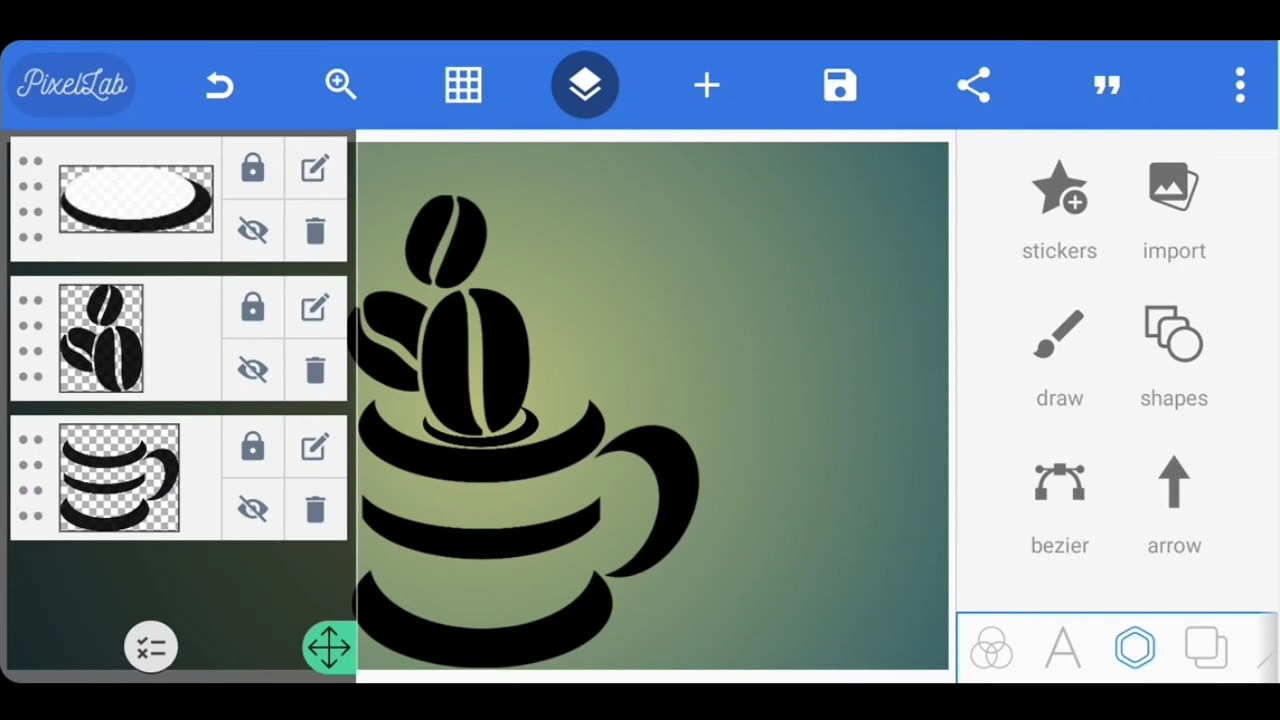 PixelLab
stickers
import
draw
shapes
bezier
arrow